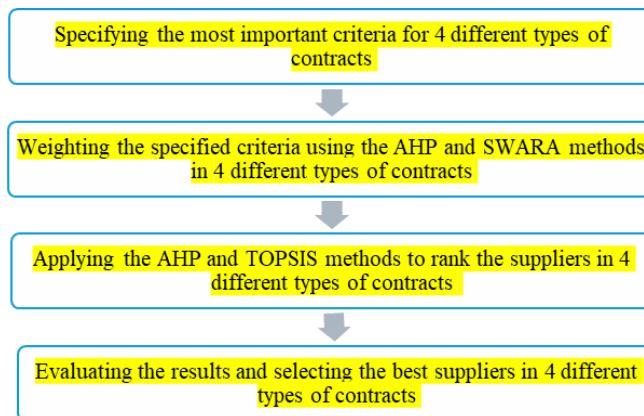 Specifying the most important criteria for 4 different types of
contracts
Weighting the specified criteria using the AHP and SWARA methods
in 4 different types of contracts
Applying the AHP and TOPSIS methods to rank the suppliers in 4
different types of contracts
Evaluating the results and selecting the best suppliers in 4 different
types of contracts